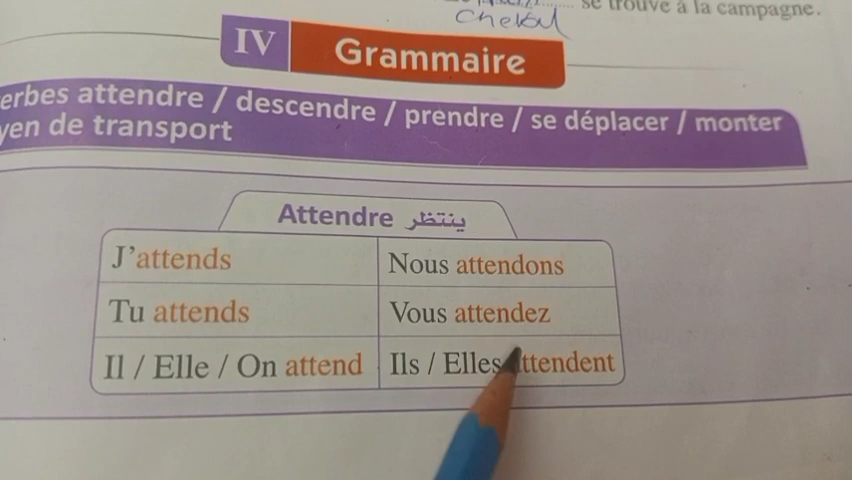 se trouve à la campagne.
cheval
IV Grammaire
erbes attendre / descendre / prendre / se déplacer / monter
yen de transport
Attendre ينتظر
J'attends Nous attendons
Tu attends Vous attendez
Il / Elle / On attend Ils / Elles attendent